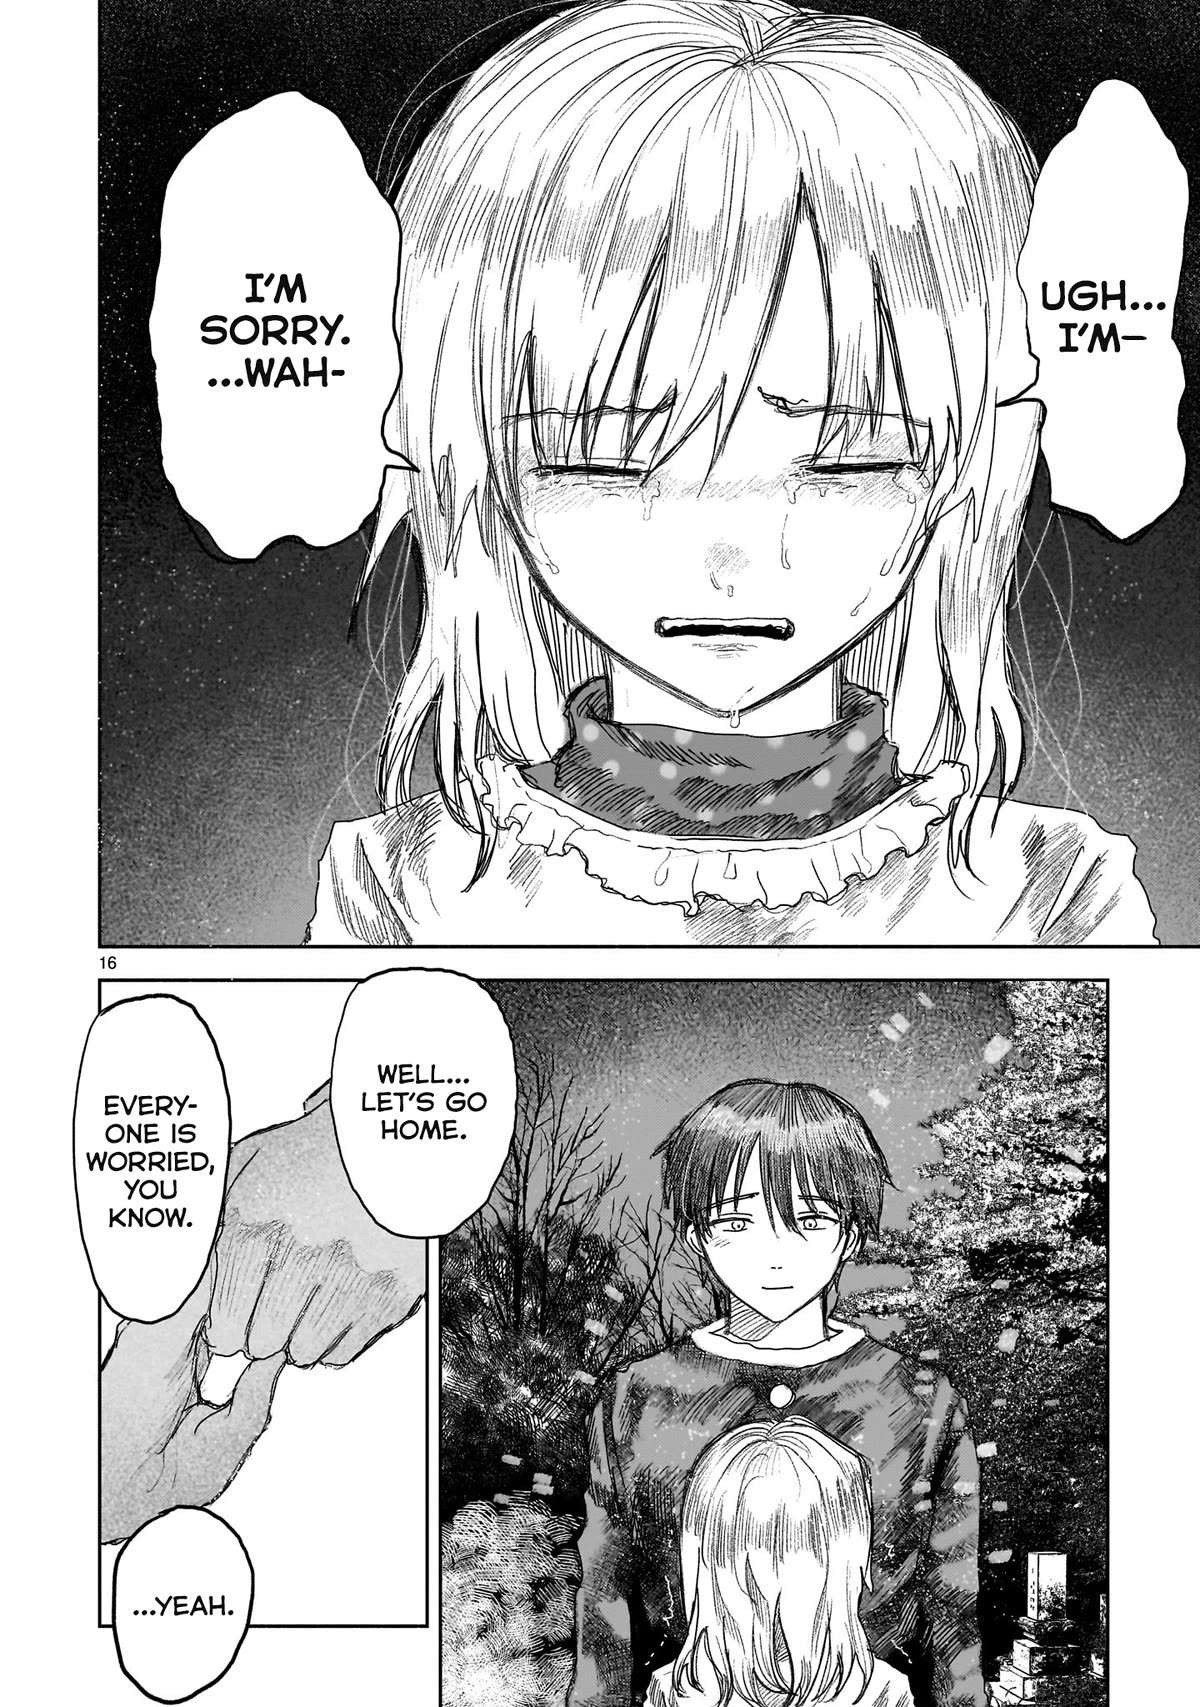 UGH...
I'M—
I'M
SORRY.
...WAH-
16
WELL...
LET'S GO
HOME.
EVERY-
ONE IS
WORRIED,
YOU
KNOW.
...YEAH.